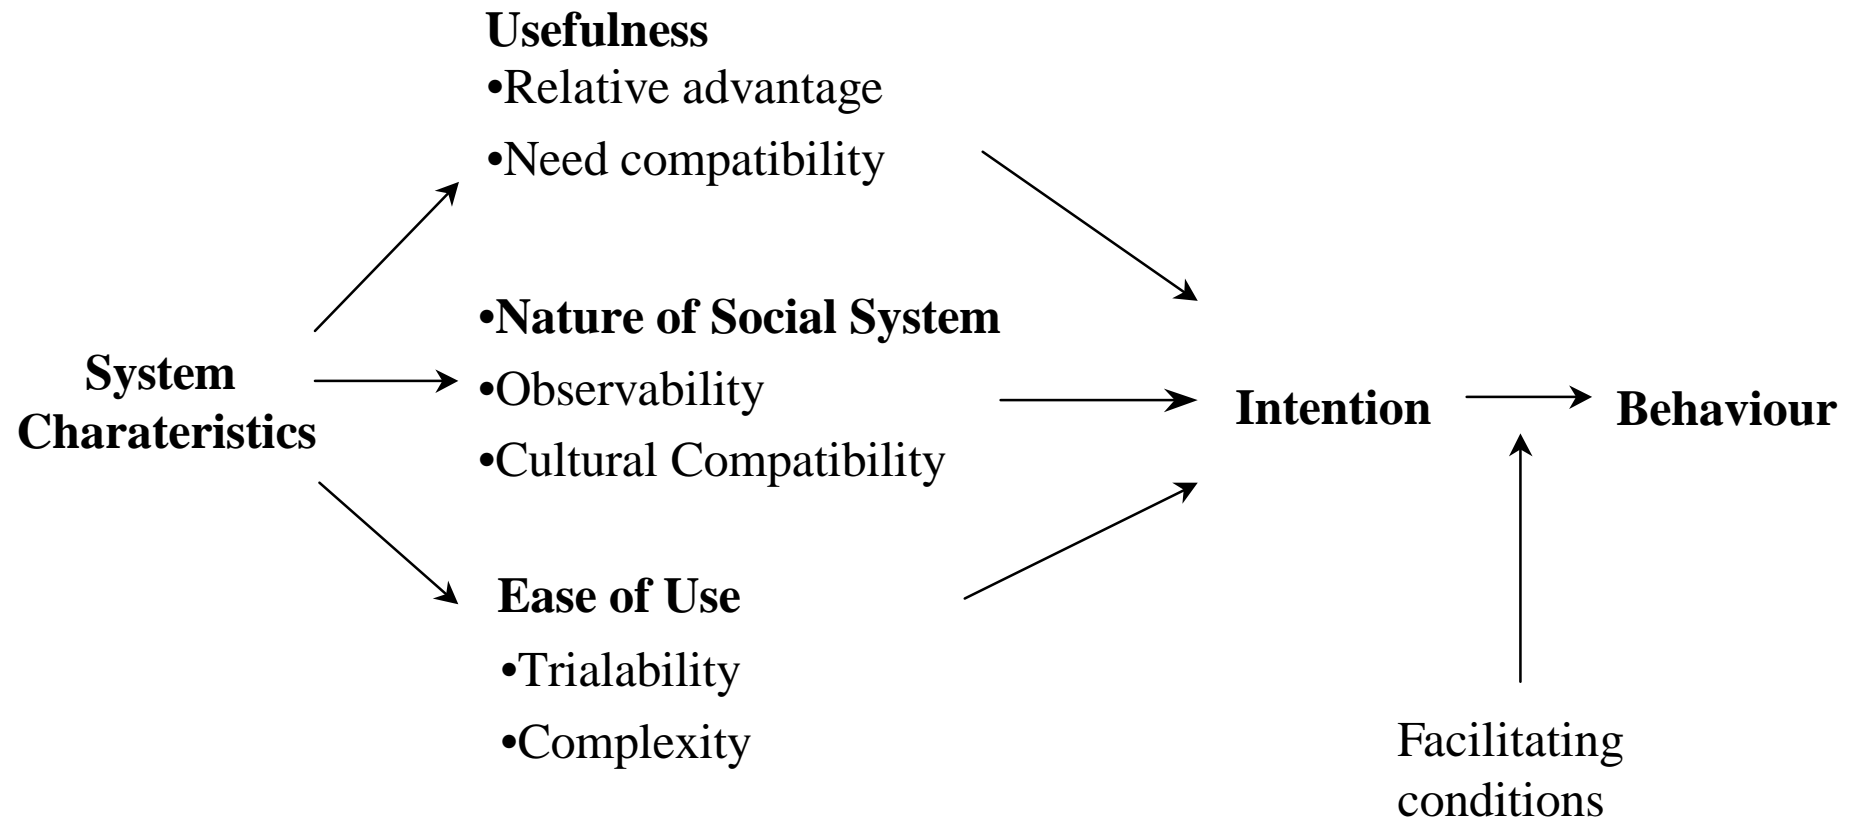 Usefulness
•Relative advantage
•Need compatibility
•Nature of Social System
•Observability
•Cultural Compatibility
System
Charateristics
Intention
Behaviour
Ease of Use
•Trialability
•Complexity
Facilitating
conditions